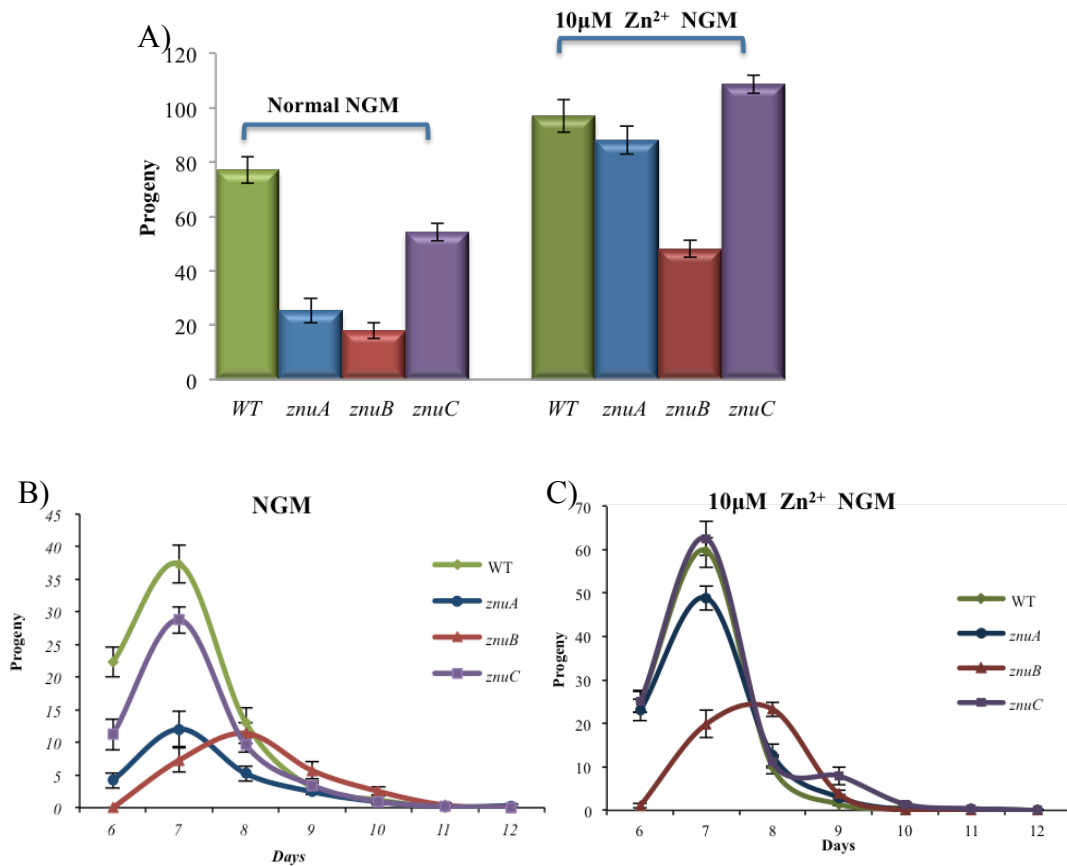 A)
10μM Zn²⁺ NGM
Normal NGM
Progeny
120
100
80
60
40
20
0
WT znuA znuB znuC WT znuA znuB znuC
B)
NGM
Progeny
45
40
35
30
25
20
15
10
5
0
6 7 8 9 10 11 12
Days
WT
znuA
znuB
znuC
C)
10μM Zn²⁺ NGM
Progeny
70
60
50
40
30
20
10
0
6 7 8 9 10 11 12
Days
WT
znuA
znuB
znuC